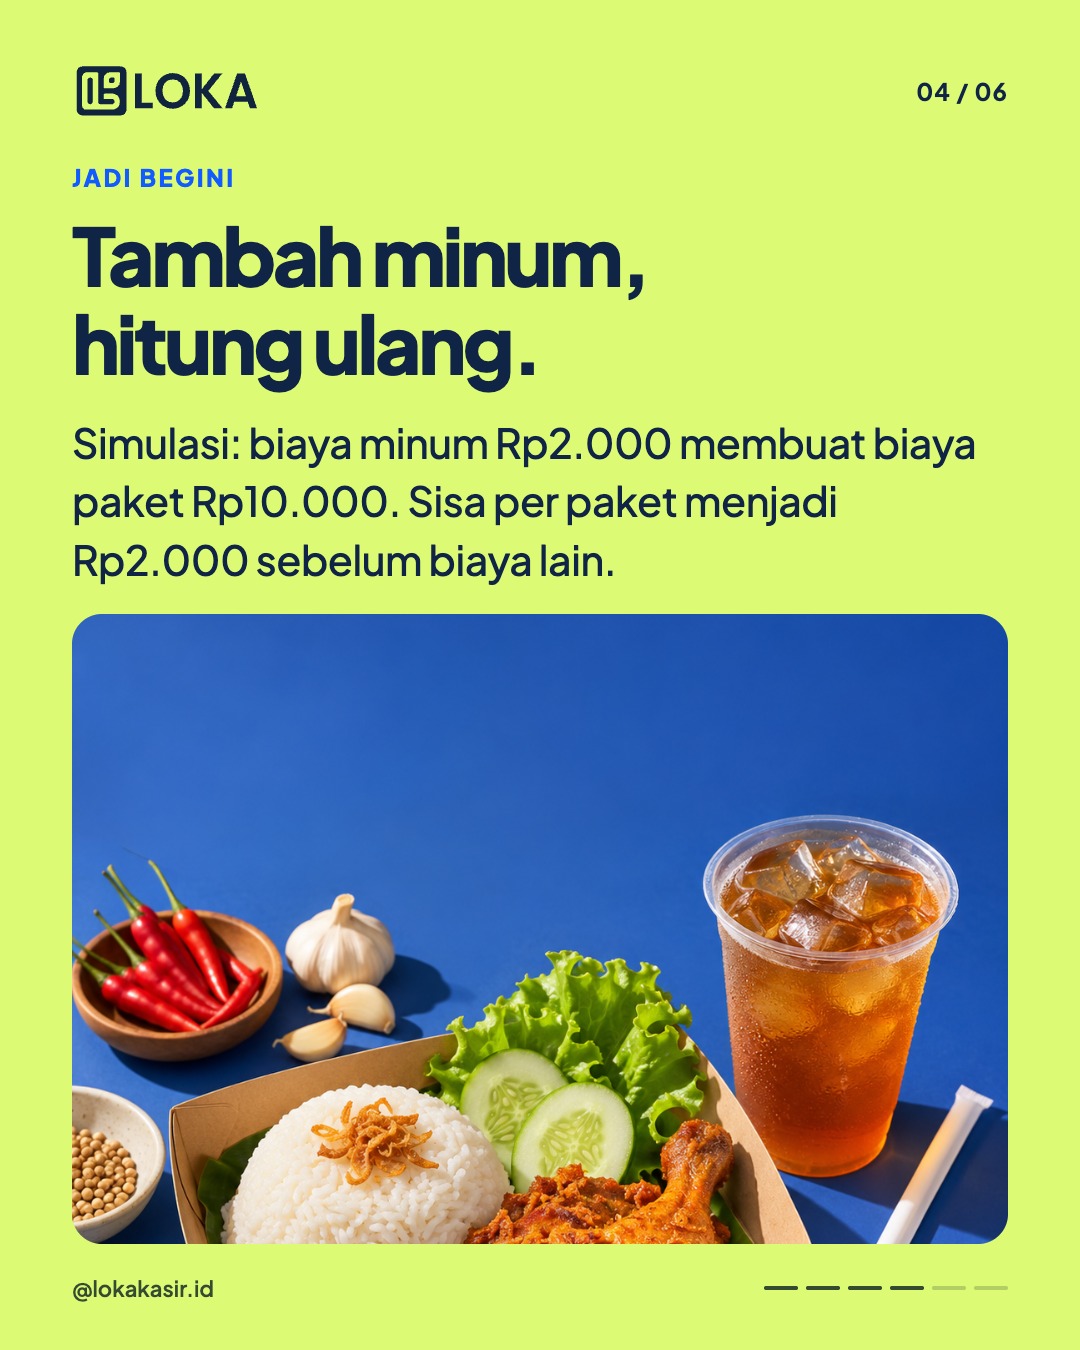 LOKA
04 / 06
JADI BEGINI
Tambah minum,
hitung ulang.
Simulasi: biaya minum Rp2.000 membuat biaya
paket Rp10.000. Sisa per paket menjadi
Rp2.000 sebelum biaya lain.
@lokakasir.id